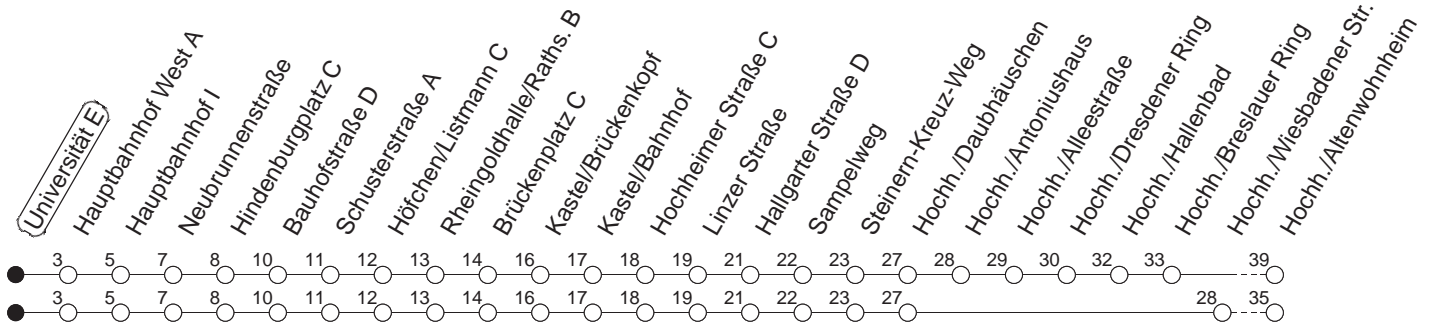 Universität E
Hauptbahnhof West A
Hauptbahnhof I
Neubrunnenstraße
Hindenburgplatz C
Bauhofstraße D
Schusterstraße A
Höfchen/Listmann C
Rheingoldhalle/Raths. B
Brückenplatz C
Kastel/Brückenkopf
Kastel/Bahnhof
Hochheimer Straße C
Linzer Straße
Hallgarter Straße D
Sampelweg
Steinern-Kreuz-Weg
Hochh./Daubhäuschen
Hochh./Antoniushaus
Hochh./Alleestraße
Hochh./Dresdener Ring
Hochh./Hallenbad
Hochh./Breslauer Ring
Hochh./Wiesbadener Str.
Hochh./Altenwohnheim
3 5 7 8 10 11 12 13 14 16 17 18 19 21 22 23 27 28 29 30 32 33 39
3 5 7 8 10 11 12 13 14 16 17 18 19 21 22 23 27 28 35